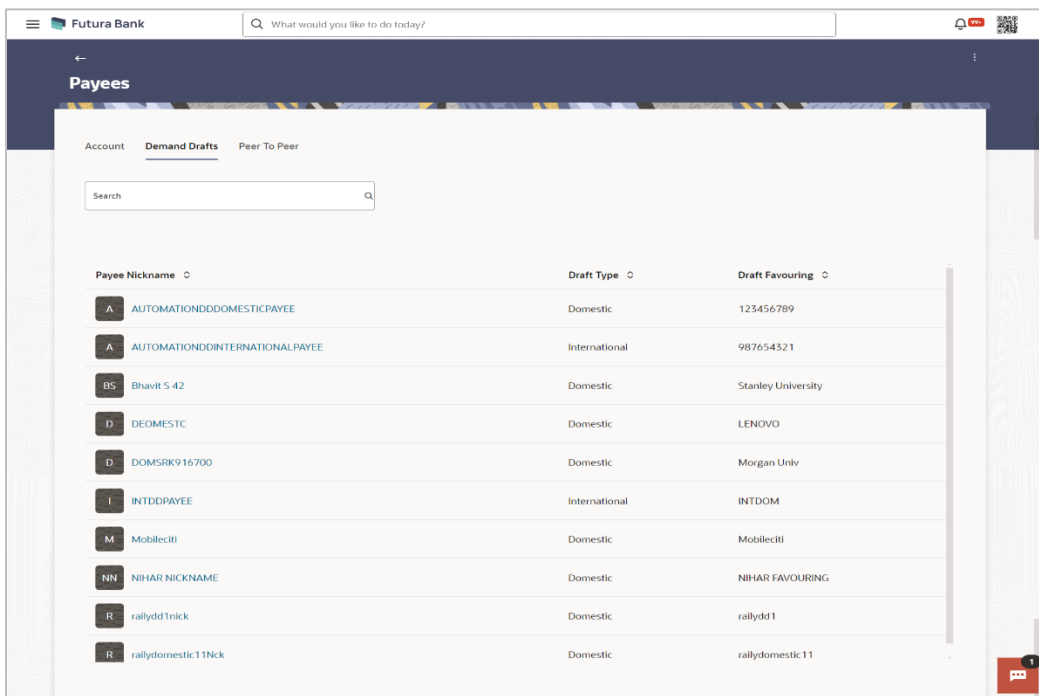 Futura Bank
What would you like to do today?
99+
Payees
Account Demand Drafts Peer To Peer
Search
Payee Nickname Draft Type Draft Favouring
A AUTOMATIONDDDOMESTICPAYEE Domestic 123456789
A AUTOMATIONDDINTERNATIONALPAYEE International 987654321
BS Bhavit S 42 Domestic Stanley University
D DEOMESTC Domestic LENOVO
D DOMSRK916700 Domestic Morgan Univ
I INTDDPAYEE International INTDOM
M Mobileciti Domestic Mobileciti
NN NIHAR NICKNAME Domestic NIHAR FAVOURING
R railydd1nick Domestic railydd1
R railydomestic11Nck Domestic railydomestic11
1